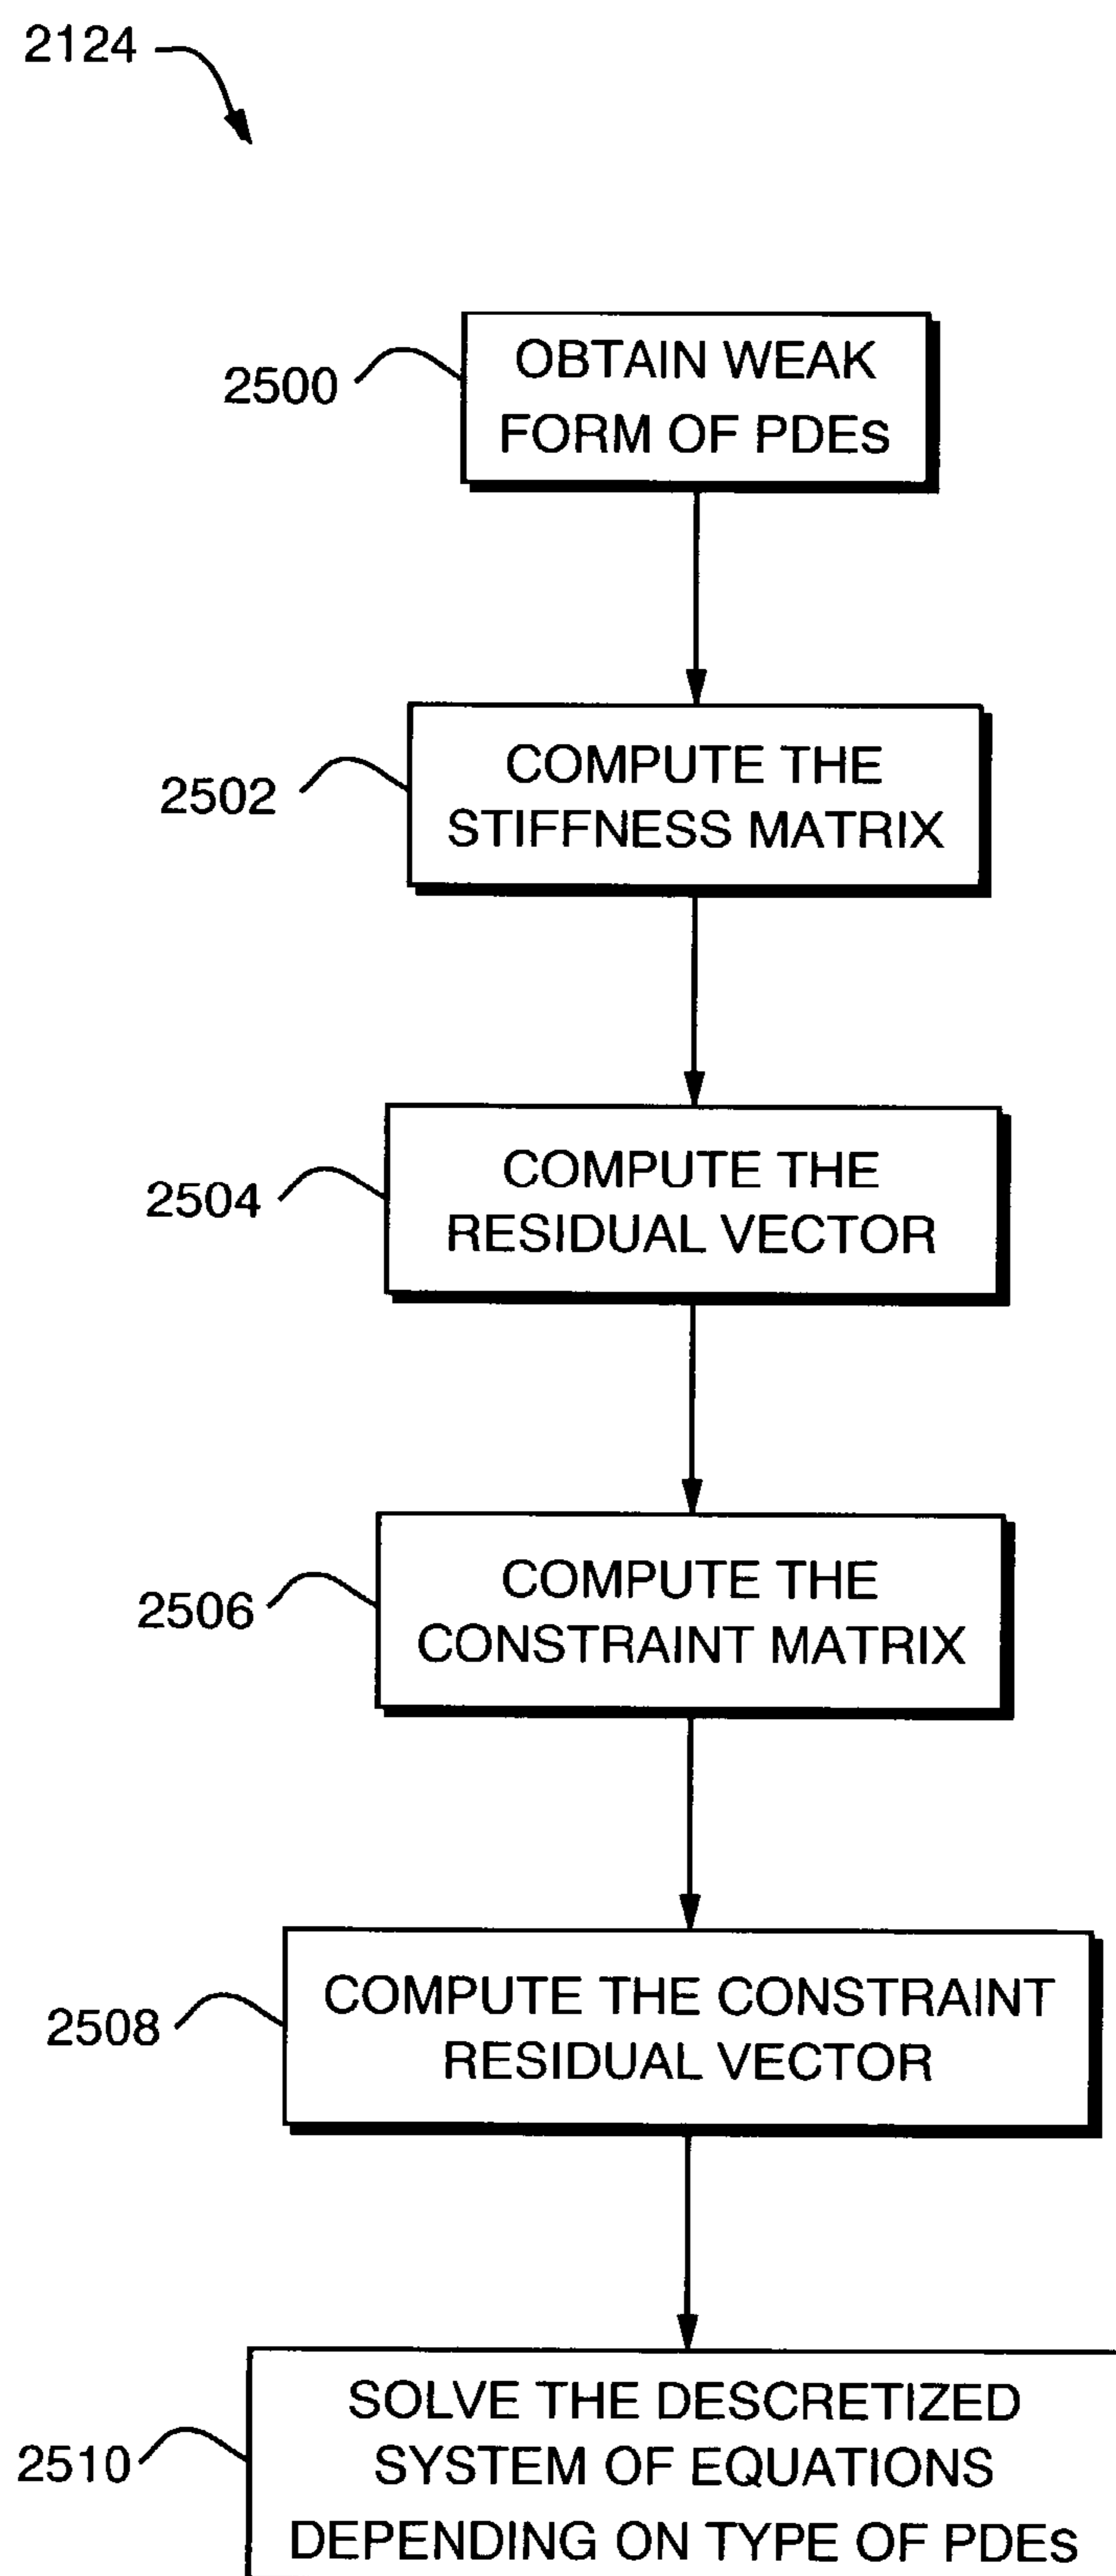 2124
2500
OBTAIN WEAK
FORM OF PDEs
2502
COMPUTE THE
STIFFNESS MATRIX
2504
COMPUTE THE
RESIDUAL VECTOR
2506
COMPUTE THE
CONSTRAINT MATRIX
2508
COMPUTE THE CONSTRAINT
RESIDUAL VECTOR
2510
SOLVE THE DESCRETIZED
SYSTEM OF EQUATIONS
DEPENDING ON TYPE OF PDEs